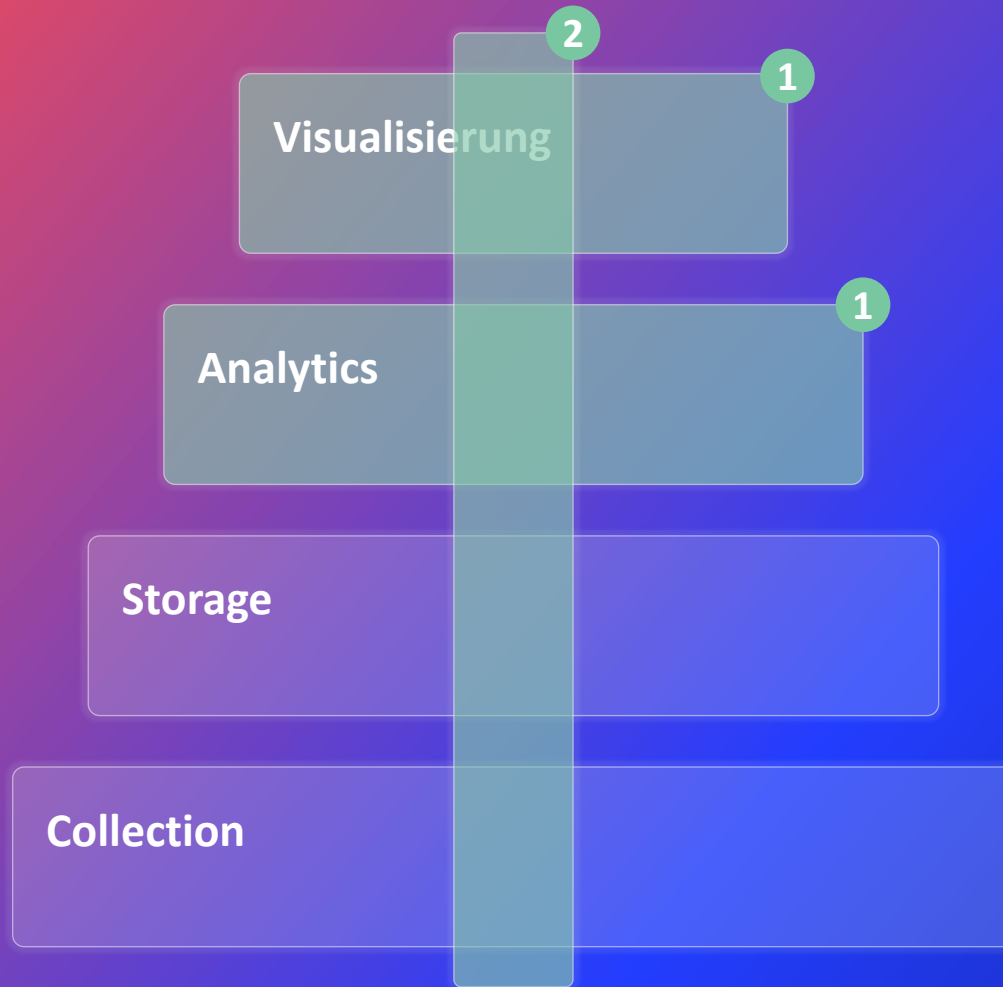 2
1
Visualisierung
1
Analytics
Storage
Collection